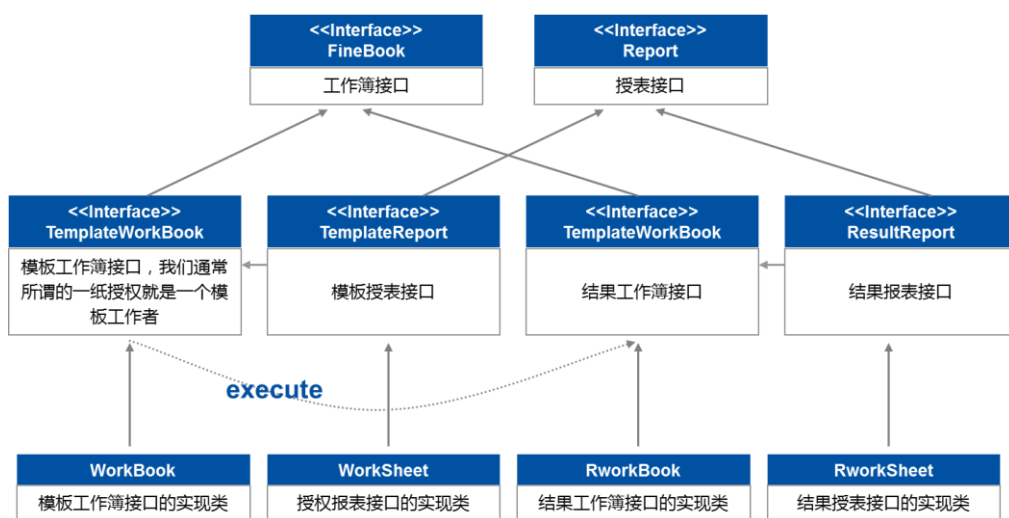 <<Interface>>
FineBook
工作簿接口
<<Interface>>
Report
授表接口
<<Interface>>
TemplateWorkBook
模板工作簿接口，我们通常
所谓的一纸授权就是一个模
板工作者
<<Interface>>
TemplateReport
模板授表接口
<<Interface>>
TemplateWorkBook
结果工作簿接口
<<Interface>>
ResultReport
结果报表接口
execute
WorkBook
模板工作簿接口的实现类
WorkSheet
授权报表接口的实现类
RworkBook
结果工作簿接口的实现类
RworkSheet
结果授表接口的实现类